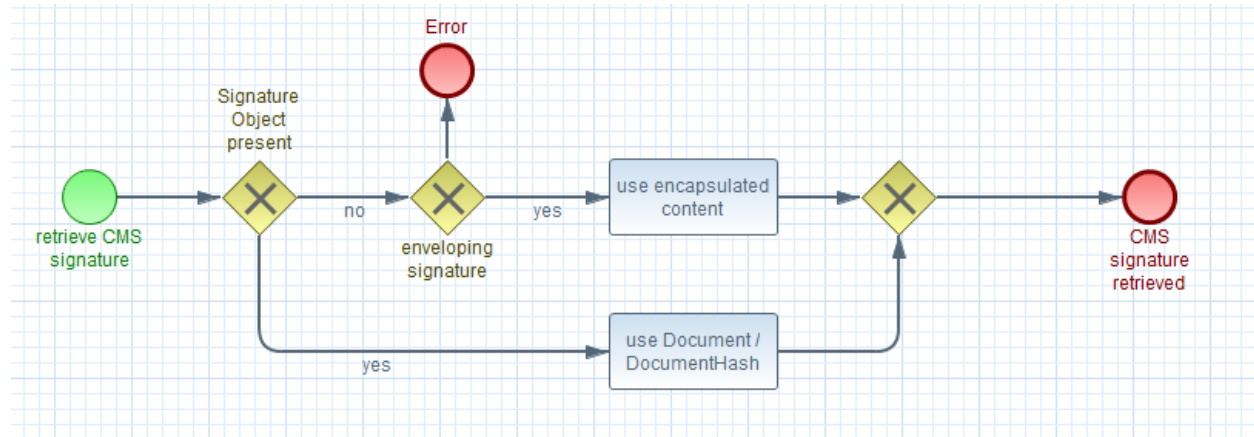 Error
Signature
Object
present
retrieve CMS
signature
no
enveloping
signature
yes
use encapsulated
content
yes
use Document /
DocumentHash
CMS
signature
retrieved